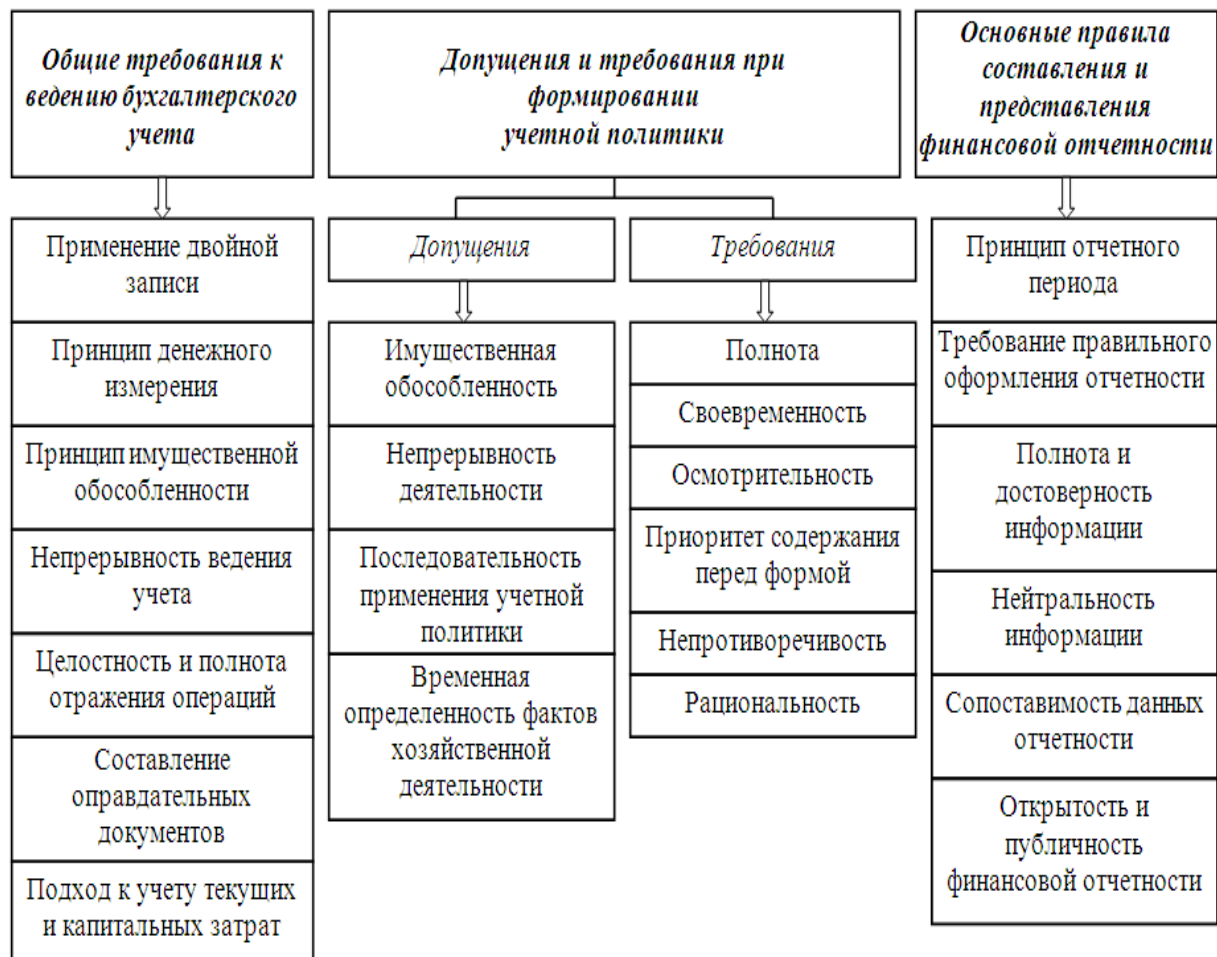 Общие требования к
ведению бухгалтерского
учета
Применение двойной
записи
Принцип денежного
измерения
Принцип имущественной
обособленности
Непрерывность ведения
учета
Целостность и полнота
отражения операций
Составление
оправдательных
документов
Подход к учету текущих
и капитальных затрат
Допущения и требования при
формировании
учетной политики
Допущения
Имущественная
обособленность
Непрерывность
деятельности
Последовательность
применения учетной
политики
Временная
определенность фактов
хозяйственной
деятельности
Требования
Полнота
Своевременность
Осмотрительность
Приоритет содержания
перед формой
Непротиворечивость
Рациональность
Основные правила
составления и
представления
финансовой отчетности
Принцип отчетного
периода
Требование правильного
оформления отчетности
Полнота и
достоверность
информации
Нейтральность
информации
Сопоставимость данных
отчетности
Открытость и
публичность
финансовой отчетности